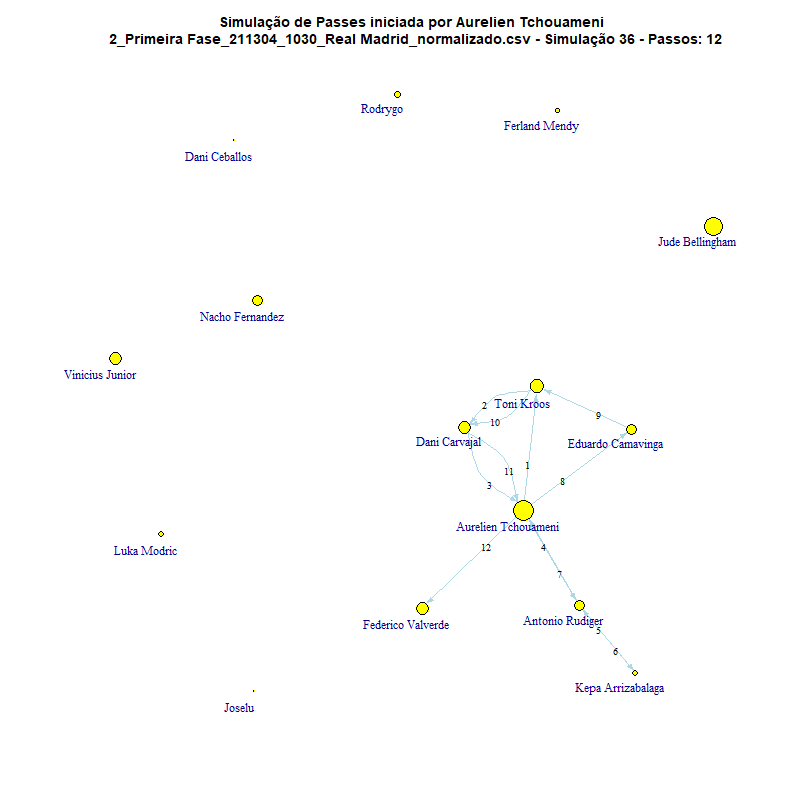 Simulação de Passes iniciada por Aurelien Tchouameni
2_Primeira Fase_211304_1030_Real Madrid_normalizado.csv - Simulação 36 - Passos: 12
Rodrygo
Ferland Mendy
Dani Ceballos
Jude Bellingham
Nacho Fernandez
Vinicius Junior
Toni Kroos
2
9
10
Dani Carvajal
Eduardo Camavinga
1
11
8
3
Aurelien Tchouameni
12
4
Luka Modric
7
Federico Valverde
Antonio Rudiger
5
6
Kepa Arrizabalaga
Joselu